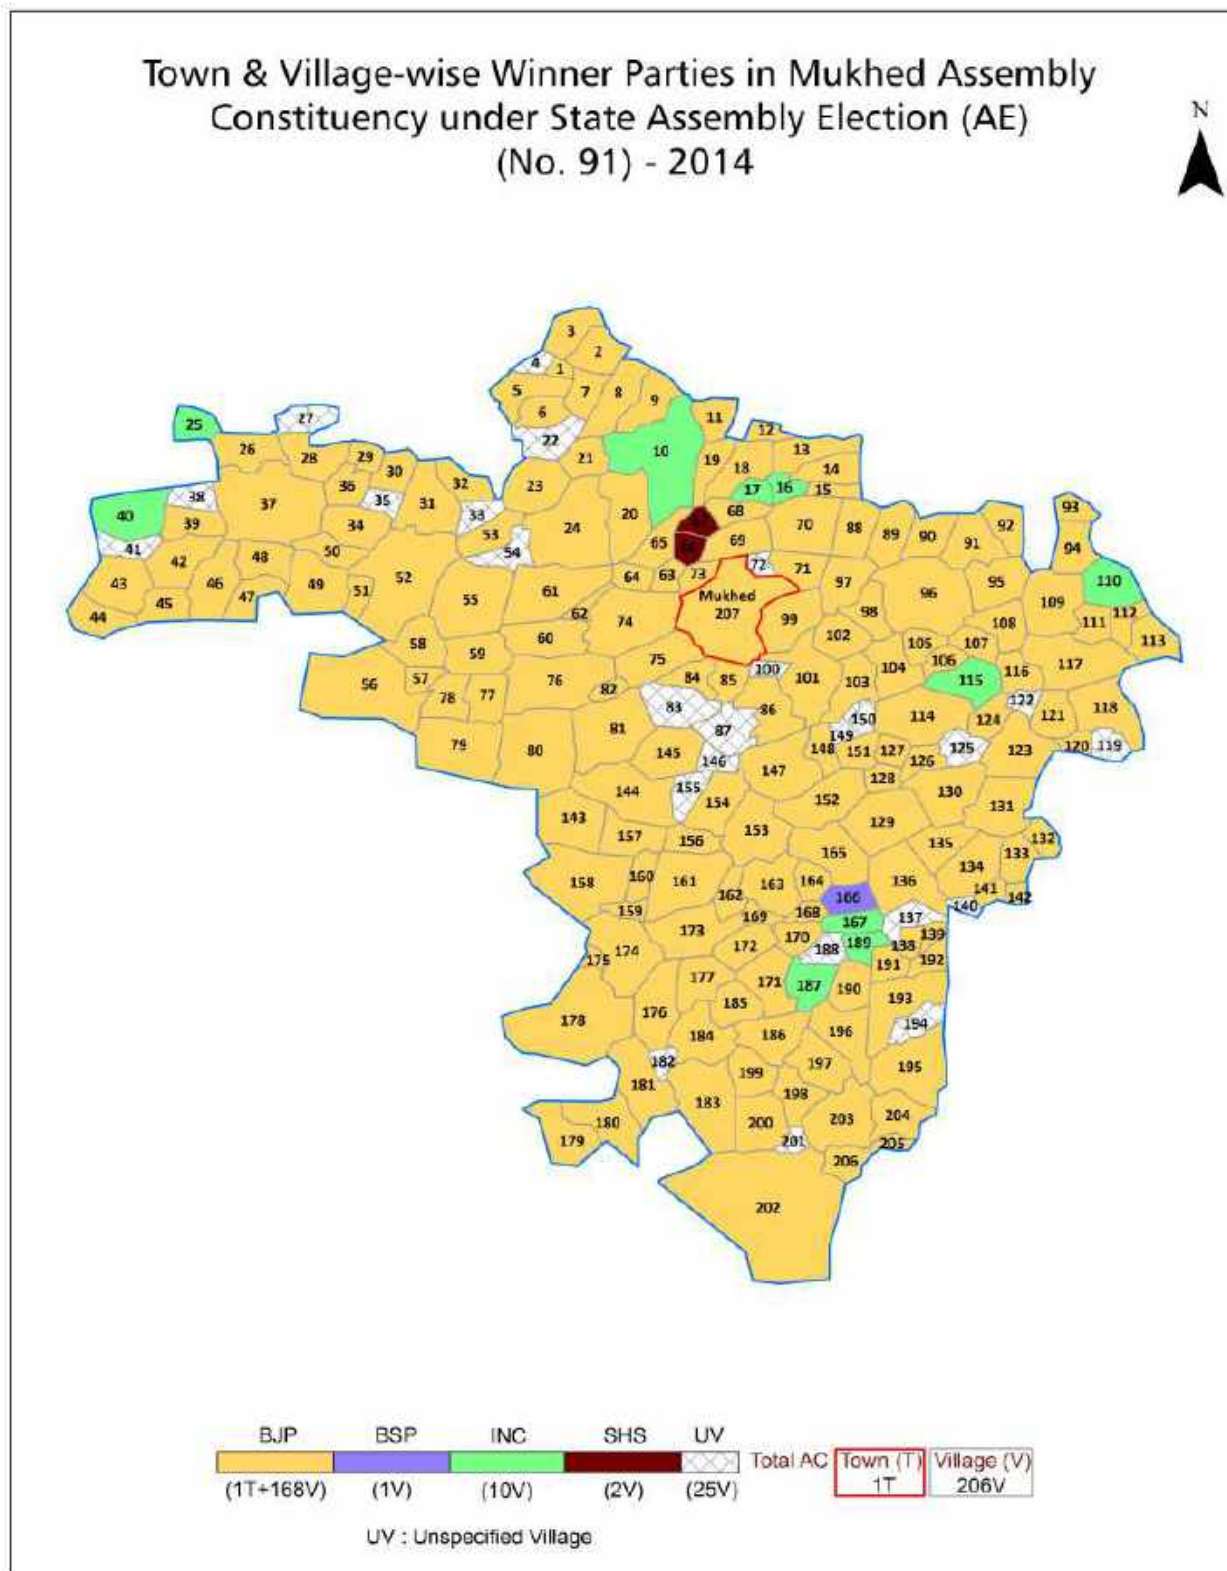 Town & Village-wise Winner Parties in Mukhed Assembly
Constituency under State Assembly Election (AE)
(No. 91) - 2014
N
3
2
4 1
5 7 8 9
6
25 27 22 10 11 12
26 28 29 30 21 19 18 13 14
36 32 23 17 16 15
38 37 35 31 20 68 93
40 39 34 33 24 70 88 89 90 92
53 65 69 91 94
41 42 48 50 54 72 71
43 46 49 51 52 55 61 64 63 73 97 96 95 110
44 45 47 62 74 Mukhed 98 109 112
207 99 108 111
58 60 102 105 107 113
59 75 106 117
56 57 76 82 84 85 100 101 103 104 115 116
78 77 83 86 122 118
81 87 150 114 124 121
79 80 145 149 148 151 127 125 123 120 119
146 147 126
144 155 128 130
143 154 152 131
157 156 153 129 135 132
165 133
158 160 161 163 164 136 134
159 162 166 141 142
169 168 167 137 140
173 172 170 188 189 138 139
175 174 191 192
177 171 187 190
176 185 193
178 184 186 196 194
182 199 197 195
181 183 198
180 200 203 204
179 201 205
206
202
BJP BSP INC SHS UV
Total AC Town (T) Village (V)
1T 206V
(1T+168V) (1V) (10V) (2V) (25V)
UV : Unspecified Village